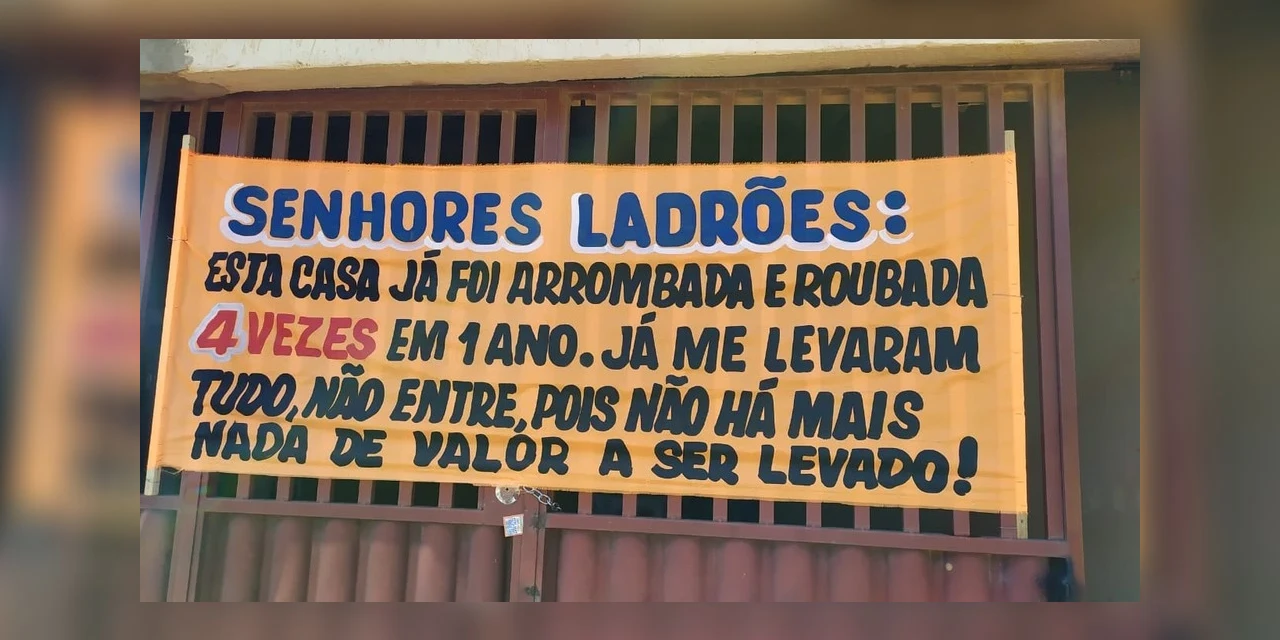 SENHORES LADRÕES:
ESTA CASA JÁ FOI ARROMBADA E ROUBADA
4 VEZES EM 1 ANO. JÁ ME LEVARAM
TUDO, NÃO ENTRE, POIS NÃO HÁ MAIS
NADA DE VALOR A SER LEVADO!